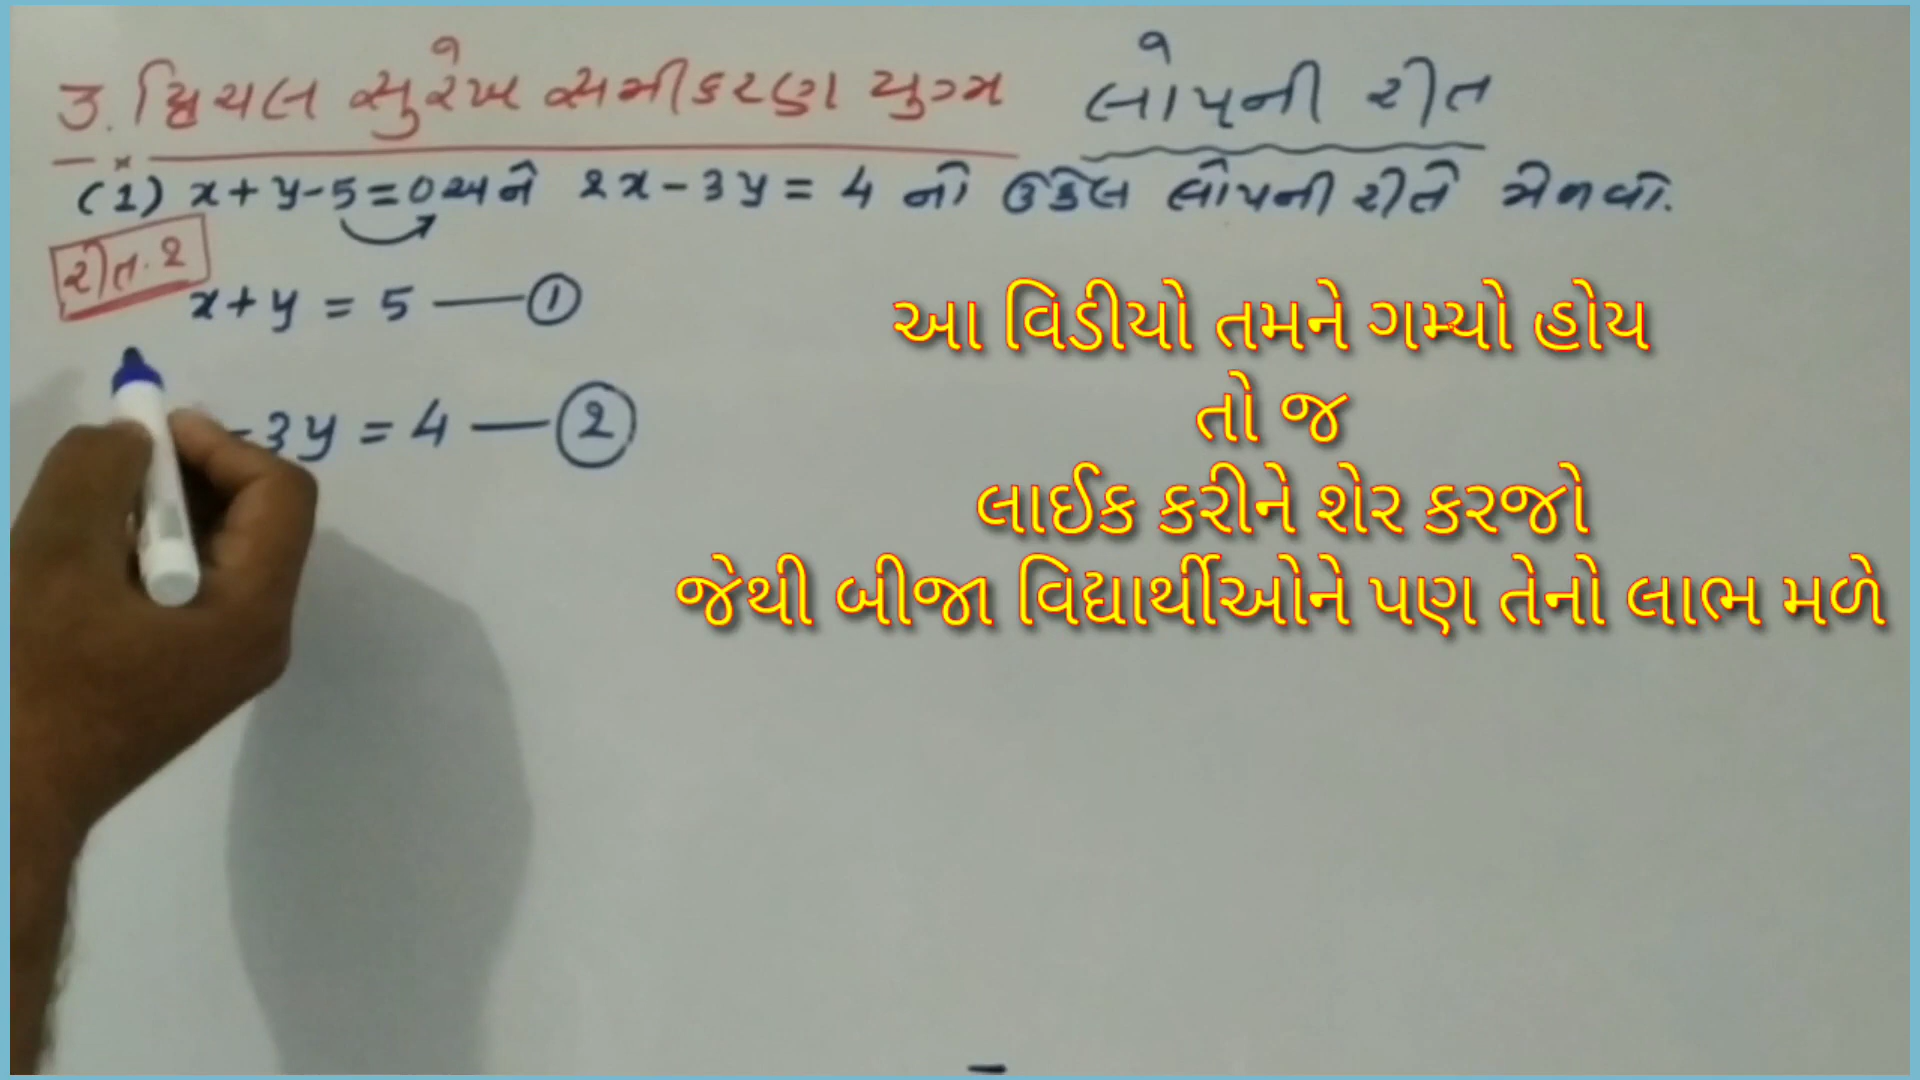 ૩. દ્વિચલ સુરેખ સમીકરણ યુગ્મ
લોપની રીત
(1) x + y - 5 = 0 અને 2x - 3y = 4 નો ઉકેલ લોપની રીતે મેળવો.
રીત. ૨
x + y = 5 — ①
- 3y = 4 — ②
આ વિડીયો તમને ગમ્યો હોય
તો જ
લાઈક કરીને શેર કરજો
જેથી બીજા વિદ્યાર્થીઓને પણ તેનો લાભ મળે